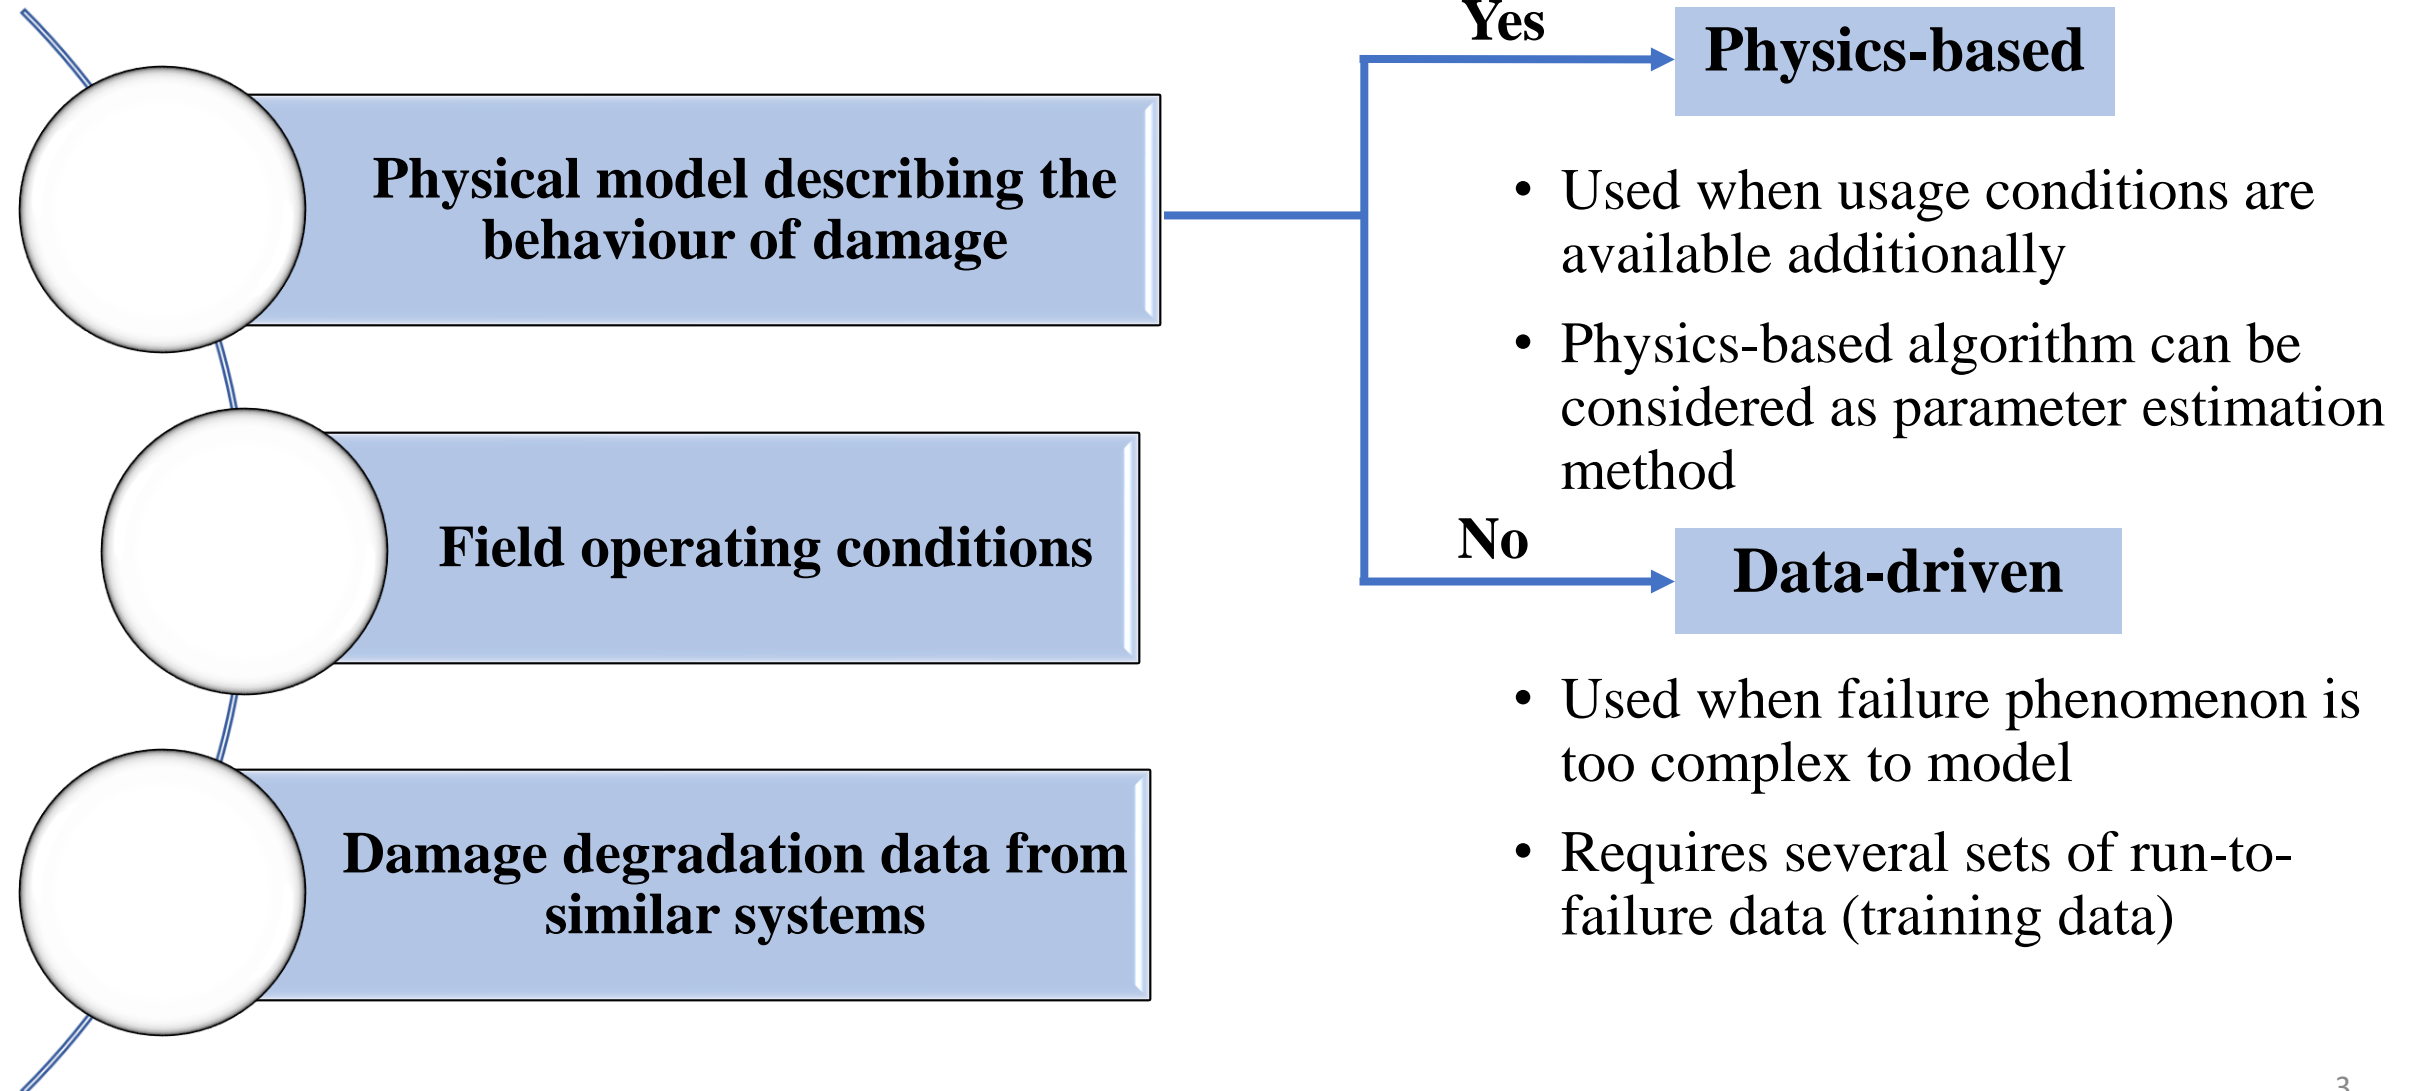 Physical model describing the
behaviour of damage
Field operating conditions
Damage degradation data from
similar systems
Yes
Physics-based
• Used when usage conditions are
available additionally
• Physics-based algorithm can be
considered as parameter estimation
method
No
Data-driven
• Used when failure phenomenon is
too complex to model
• Requires several sets of run-to-
failure data (training data)
3